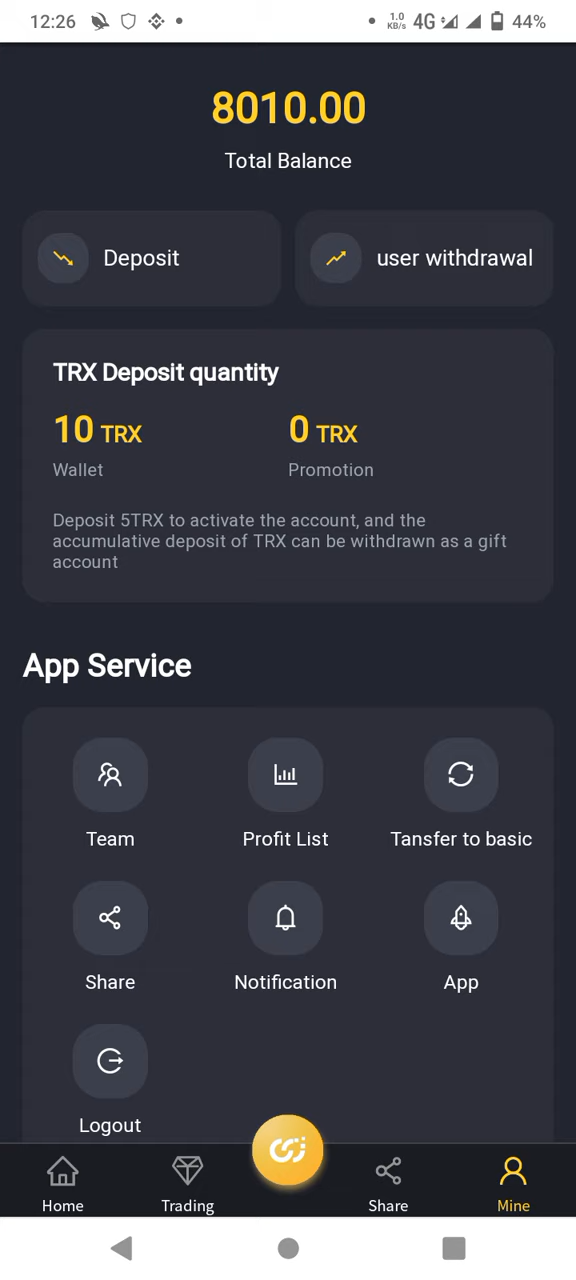 12:26
1.0 KB/s 4G 44%
8010.00
Total Balance
Deposit
user withdrawal
TRX Deposit quantity
10 TRX
0 TRX
Wallet
Promotion
Deposit 5TRX to activate the account, and the
accumulative deposit of TRX can be withdrawn as a gift
account
App Service
Team
Profit List
Tansfer to basic
Share
Notification
App
Logout
Home
Trading
Share
Mine